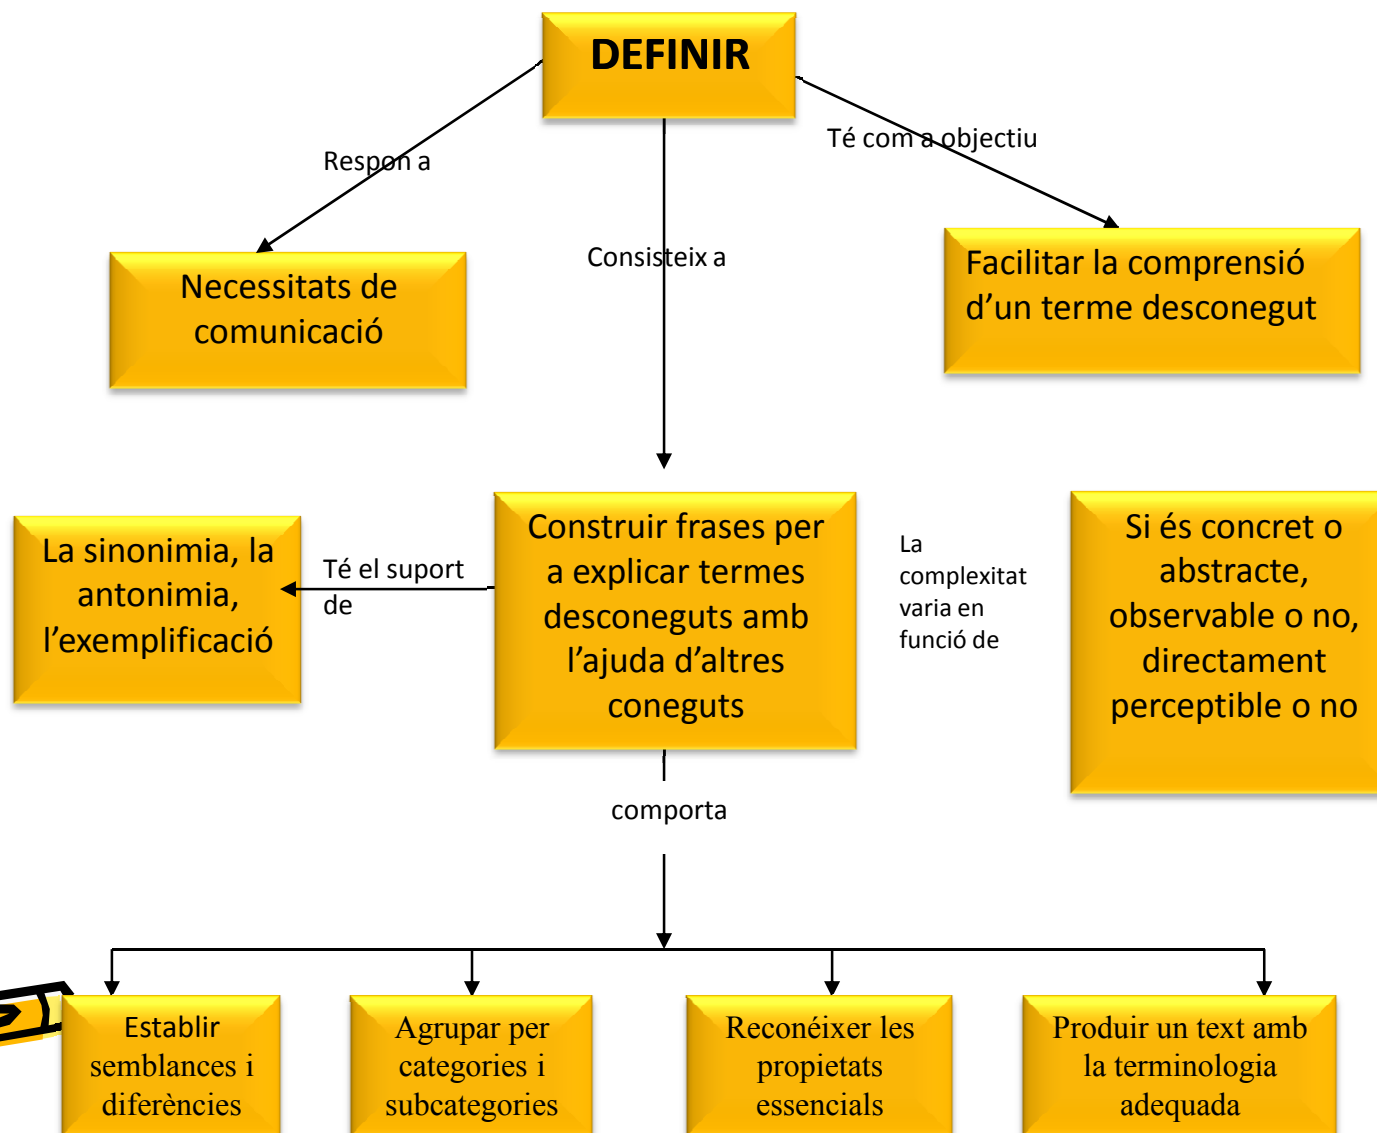 DEFINIR
Respon a
Té com a objectiu
Consisteix a
Necessitats de
comunicació
Facilitar la comprensió
d’un terme desconegut
La sinonimia, la
antonimia,
l’exemplificació
Té el suport
de
Construir frases per
a explicar termes
desconeguts amb
l’ajuda d’altres
coneguts
La
complexitat
varia en
funció de
Si és concret o
abstracte,
observable o no,
directament
perceptible o no
comporta
Establir
semblances i
diferències
Agrupar per
categories i
subcategories
Reconéixer les
propietats
essencials
Produir un text amb
la terminologia
adequada